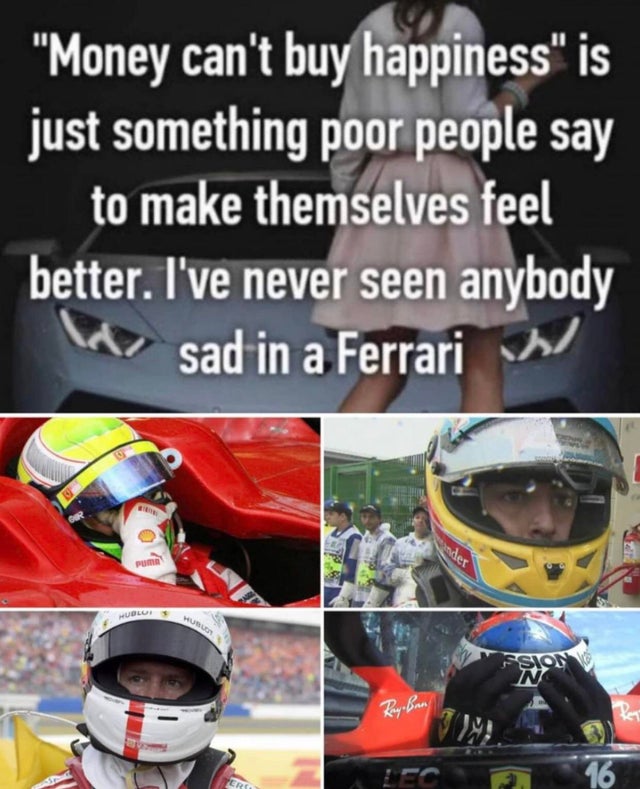 "Money can't buy happiness" is
just something poor people say
to make themselves feel
better. I've never seen anybody
sad in a Ferrari
PUMA
HUBLOT
HUBLOT
Ray-Ban
LEC
16